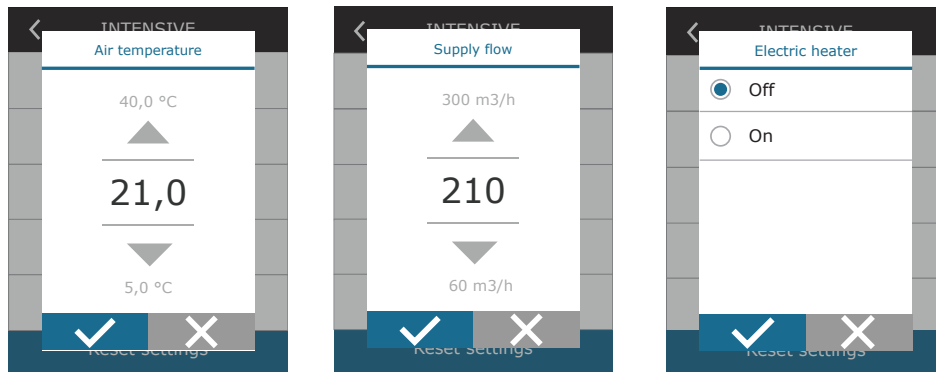 INTENSIVE
Air temperature
40,0 °C
21,0
5,0 °C
Reset settings
INTENSIVE
Supply flow
300 m3/h
210
60 m3/h
Reset settings
INTENSIVE
Electric heater
Off
On
Reset settings